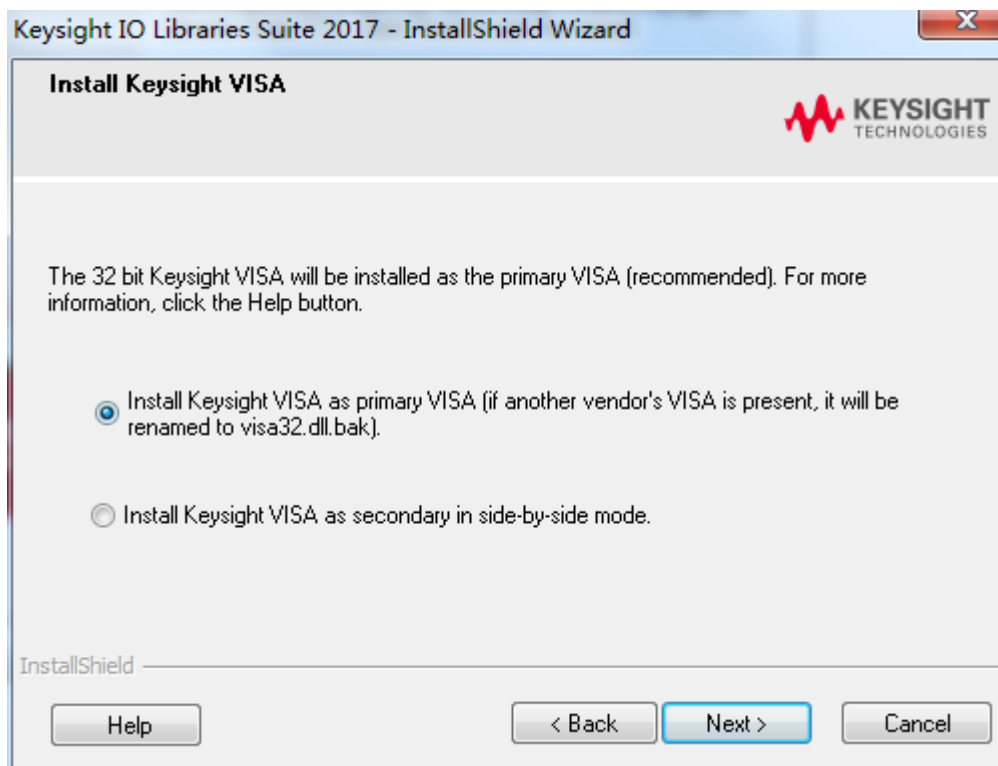 Keysight IO Libraries Suite 2017 - InstallShield Wizard
Install Keysight VISA
KEYSIGHT
TECHNOLOGIES
The 32 bit Keysight VISA will be installed as the primary VISA (recommended). For more
information, click the Help button.
Install Keysight VISA as primary VISA (if another vendor's VISA is present, it will be
renamed to visa32.dll.bak).
Install Keysight VISA as secondary in side-by-side mode.
InstallShield
Help
< Back
Next >
Cancel